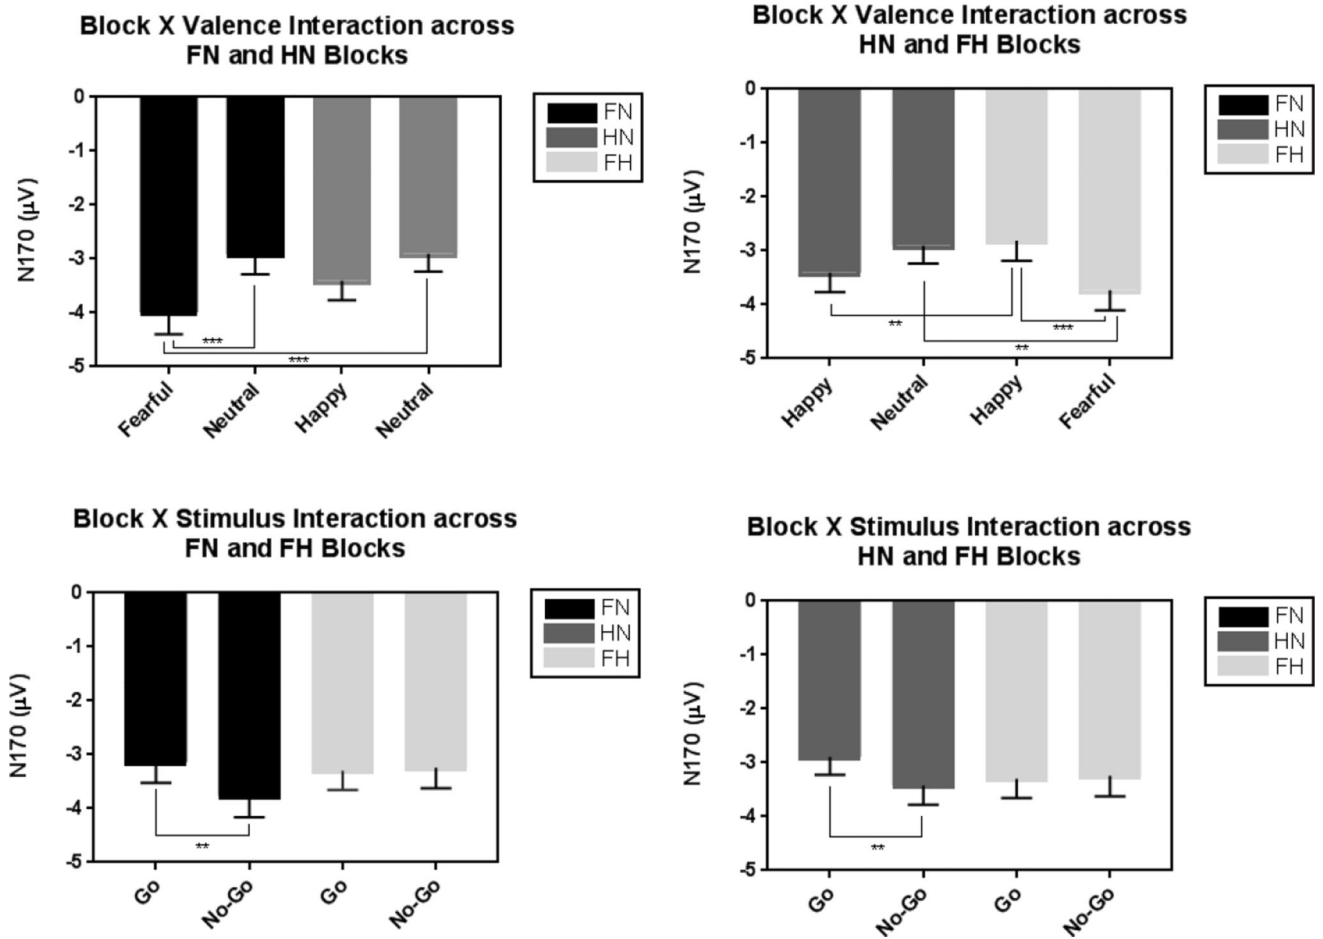 Block X Valence Interaction across
FN and HN Blocks
0
-1
-2
-3
-4
-5
N170 (µV)
***
***
Fearful
Neutral
Happy
Neutral
FN
HN
FH
Block X Valence Interaction across
HN and FH Blocks
0
-1
-2
-3
-4
-5
N170 (µV)
**
***
**
Happy
Neutral
Happy
Fearful
FN
HN
FH
Block X Stimulus Interaction across
FN and FH Blocks
0
-1
-2
-3
-4
-5
N170 (µV)
**
Go
No-Go
Go
No-Go
FN
HN
FH
Block X Stimulus Interaction across
HN and FH Blocks
0
-1
-2
-3
-4
-5
N170 (µV)
**
Go
No-Go
Go
No-Go
FN
HN
FH